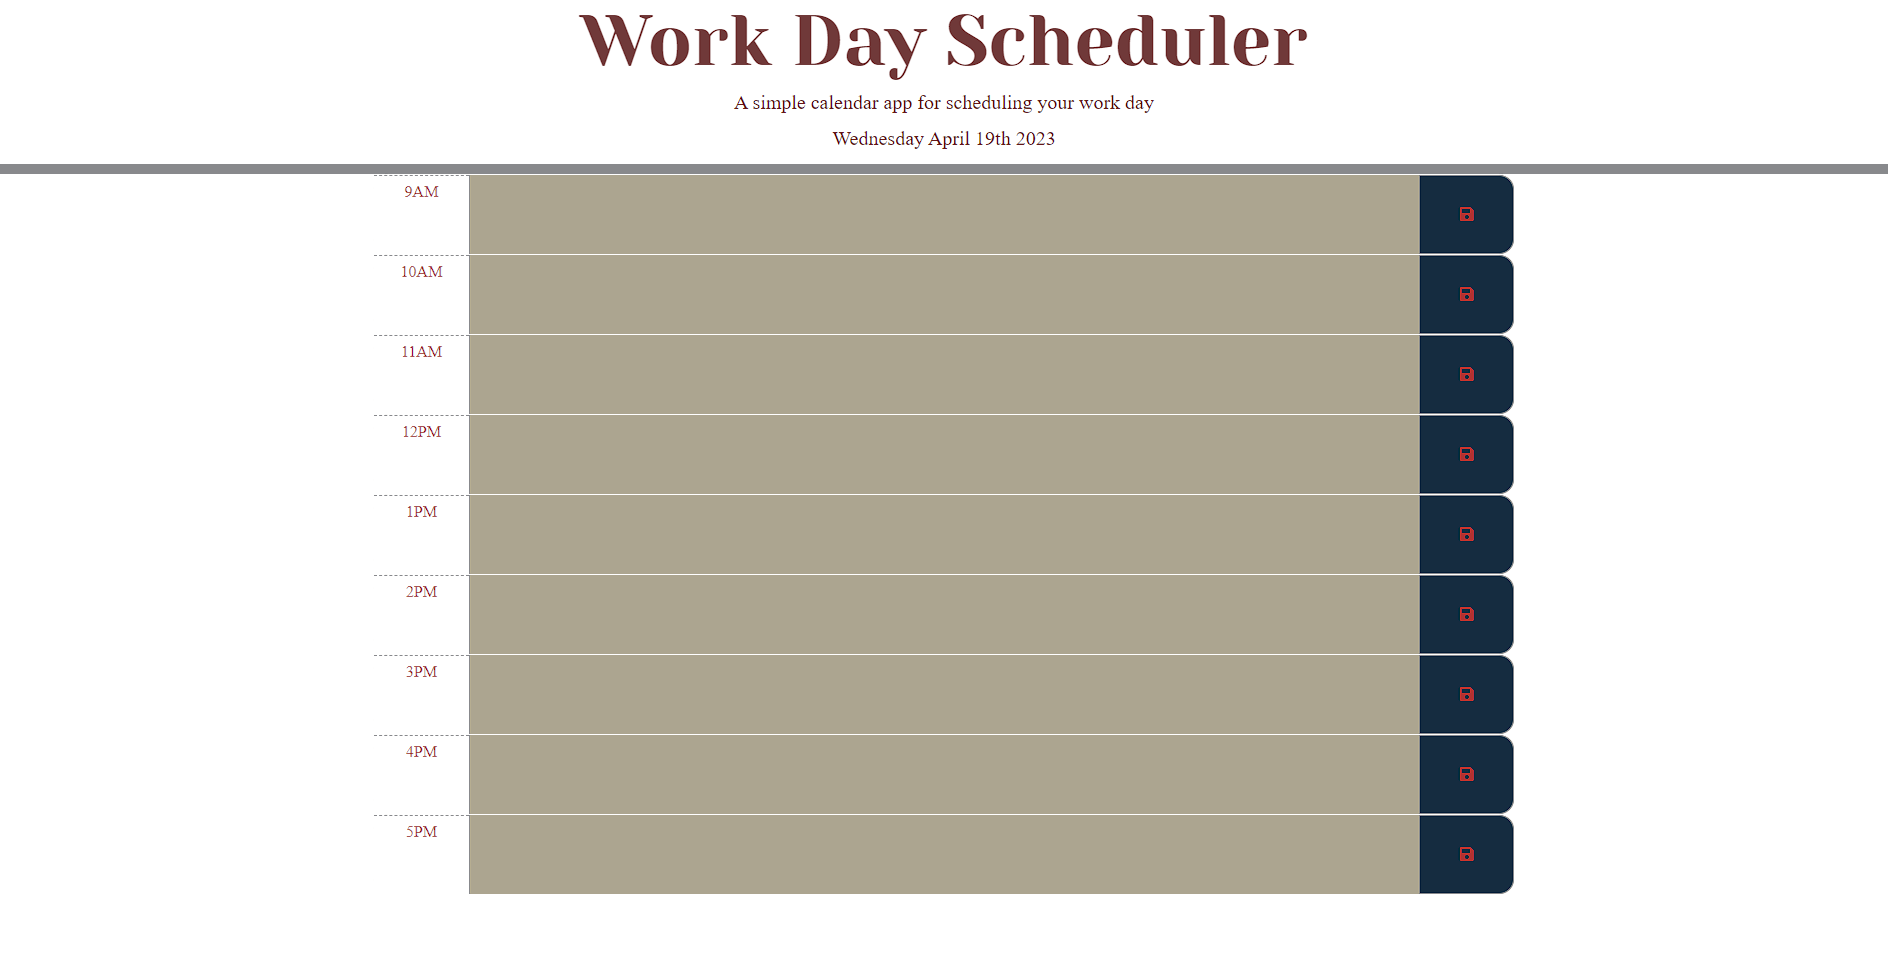 Work Day Scheduler
A simple calendar app for scheduling your work day
Wednesday April 19th 2023
9AM
10AM
11AM
12PM
1PM
2PM
3PM
4PM
5PM